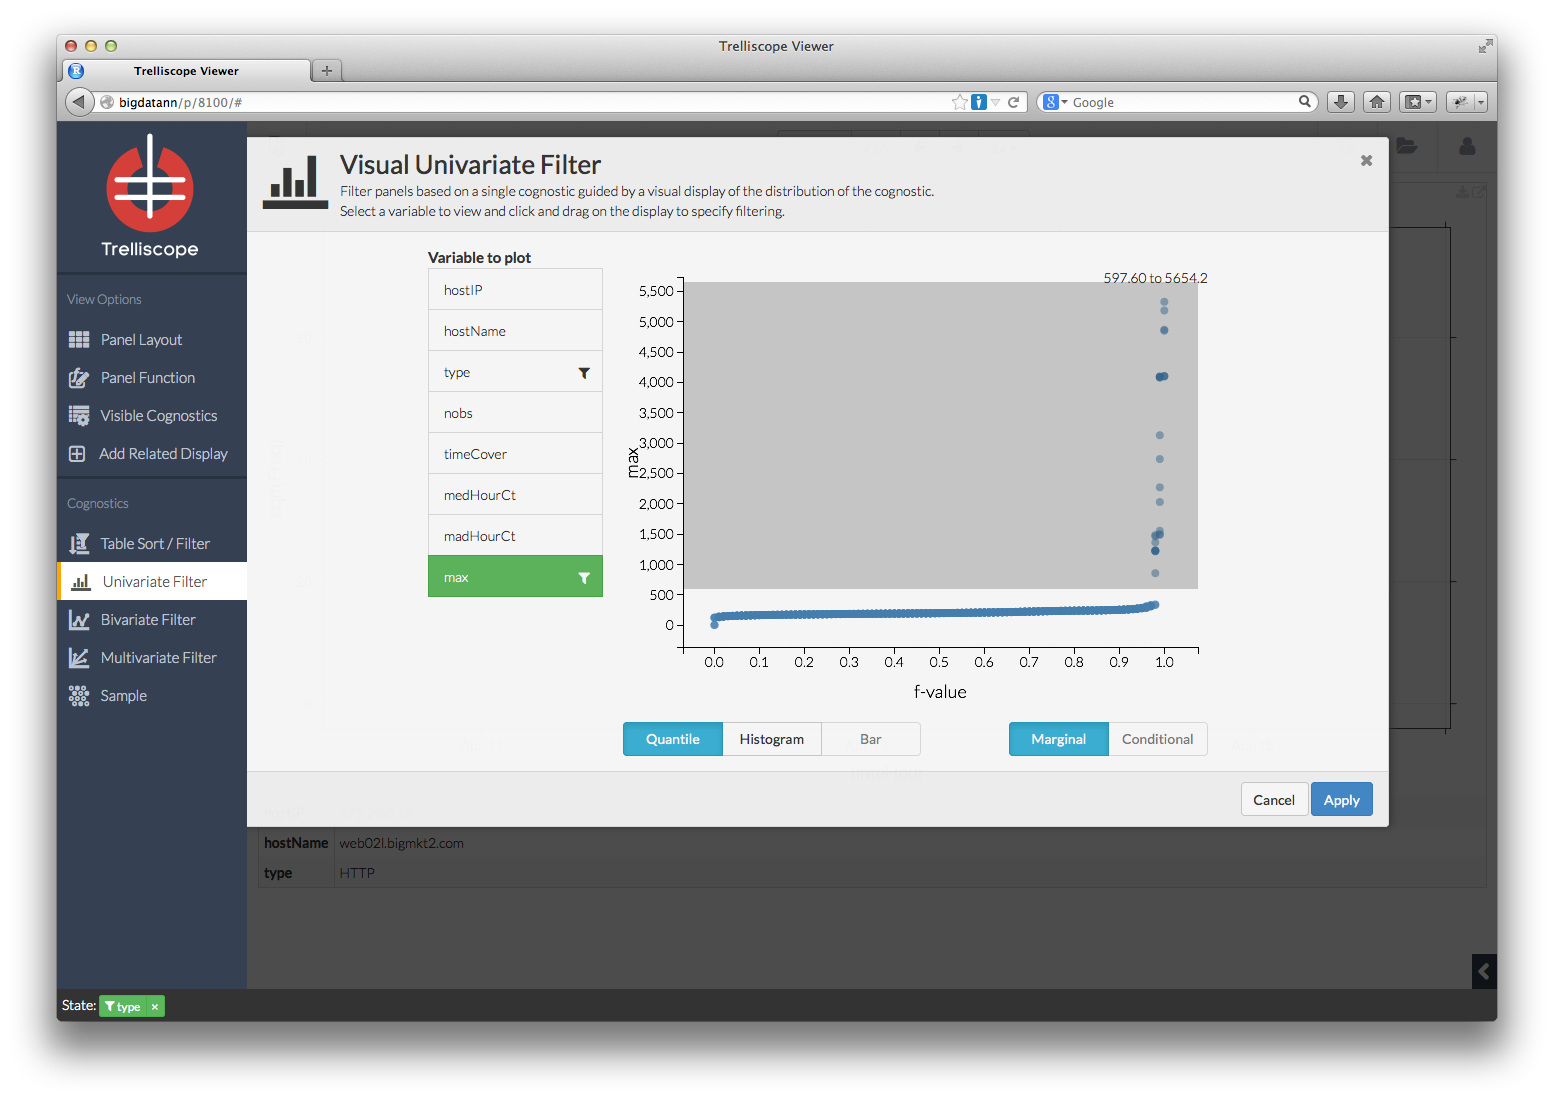 Trelliscope Viewer
Trelliscope Viewer
bigdatann/p/8100/#
Google
Trelliscope
View Options
Panel Layout
Panel Function
Visible Cognostics
Add Related Display
Cognostics
Table Sort / Filter
Univariate Filter
Bivariate Filter
Multivariate Filter
Sample
Visual Univariate Filter
Filter panels based on a single cognostic guided by a visual display of the distribution of the cognostic.
Select a variable to view and click and drag on the display to specify filtering.
Variable to plot
hostIP
hostName
type
nobs
timeCover
medHourCt
madHourCt
max
597.60 to 5654.2
5,500
5,000
4,500
4,000
3,500
3,000
2,500
2,000
1,500
1,000
500
0
max
0.0 0.1 0.2 0.3 0.4 0.5 0.6 0.7 0.8 0.9 1.0
f-value
Quantile Histogram Bar
Marginal Conditional
Cancel Apply
hostName web02l.bigmkt2.com
type HTTP
State: type ×